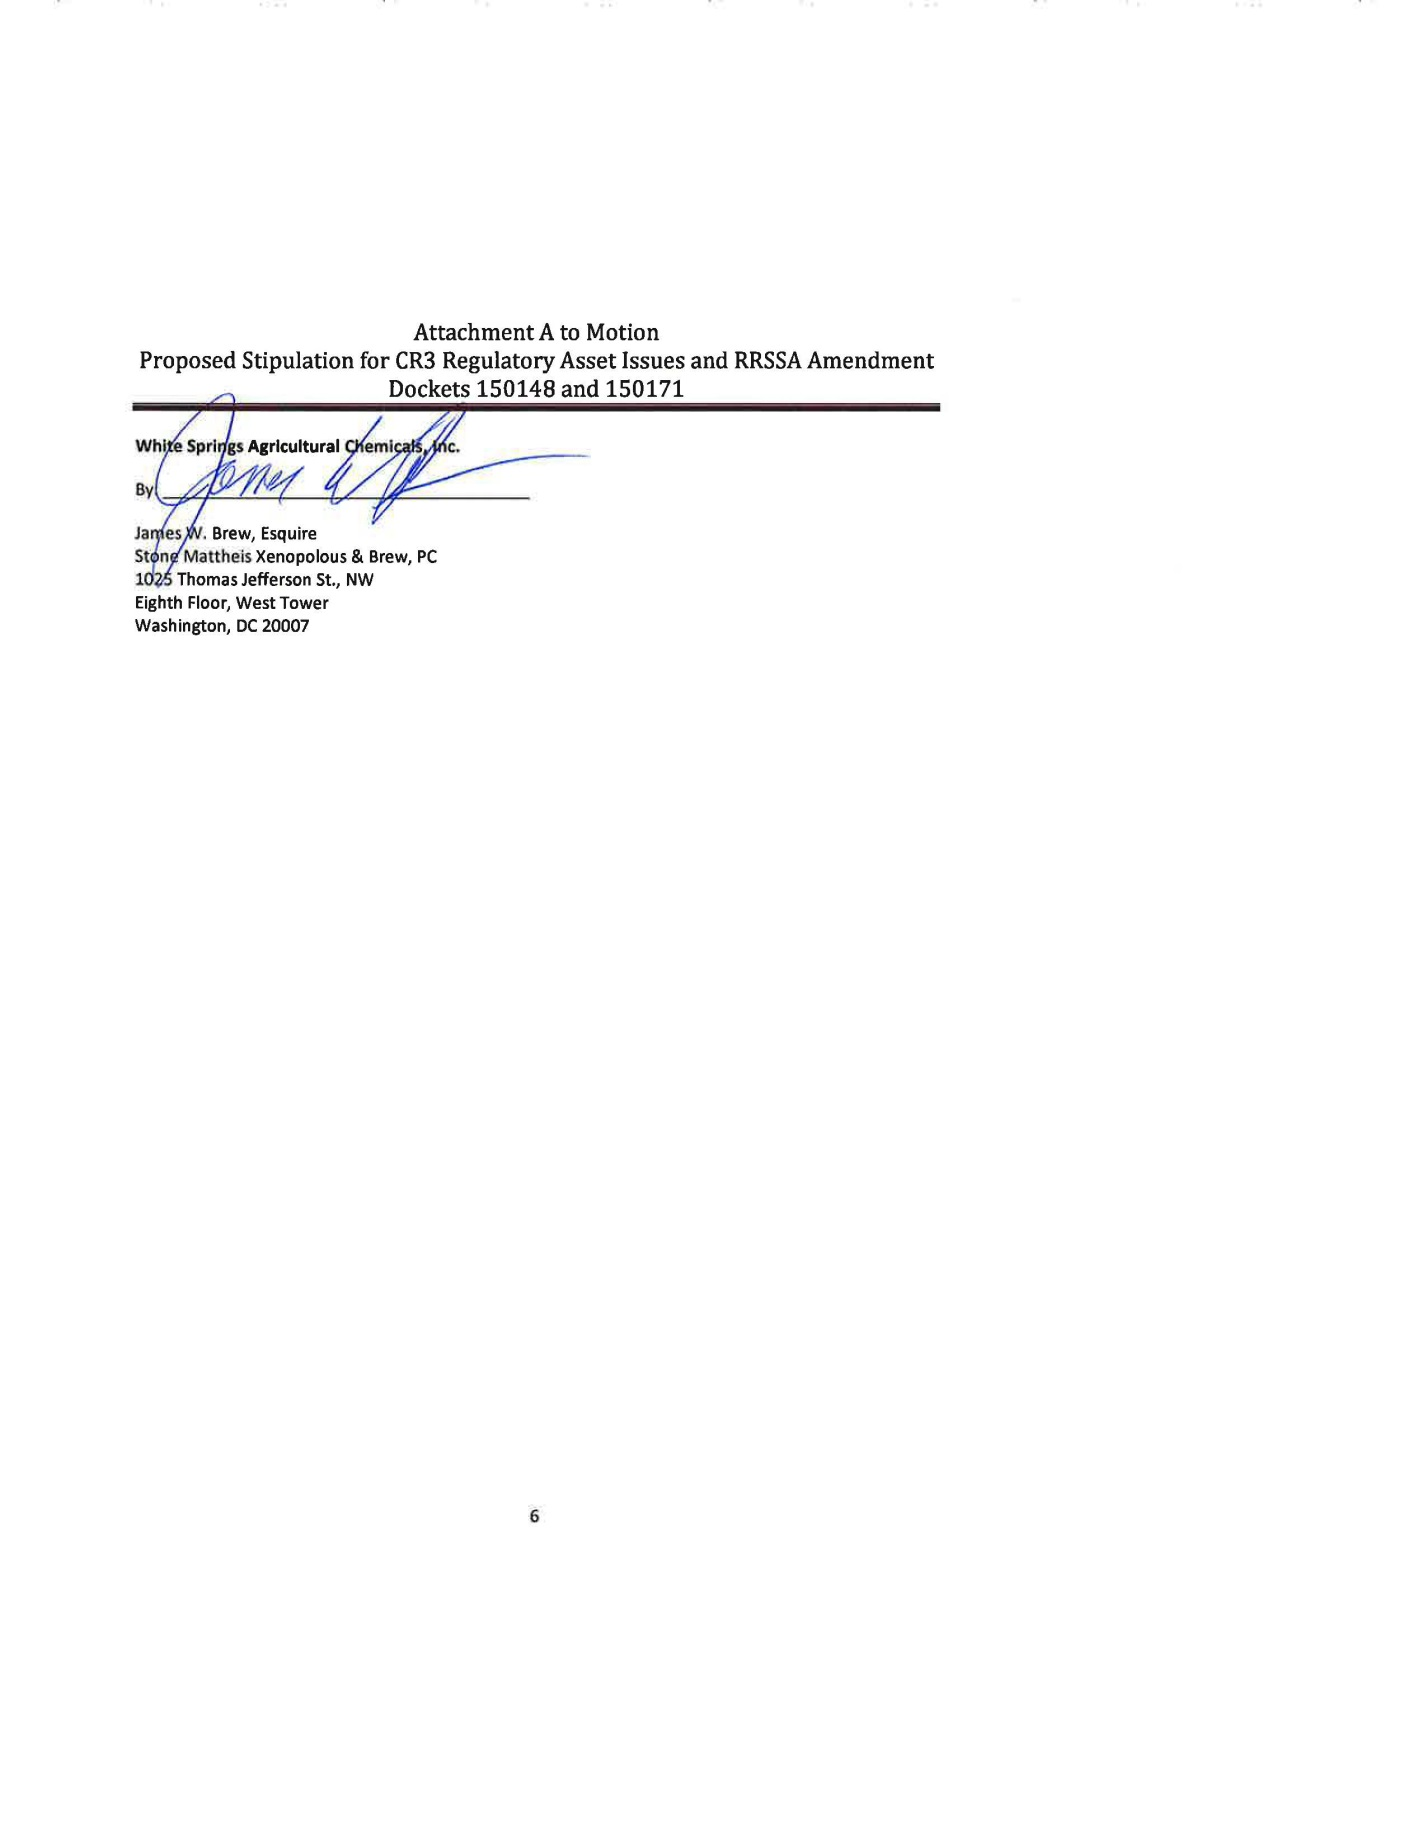 Attachment A to Motion
Proposed Stipulation for CR3 Regulatory Asset Issues and RRSSA Amendment
Dockets 150148 and 150171
White Springs Agricultural Chemicals, Inc.
By
James W. Brew, Esquire
Stone Mattheis Xenopolous & Brew, PC
1025 Thomas Jefferson St., NW
Eighth Floor, West Tower
Washington, DC 20007
6